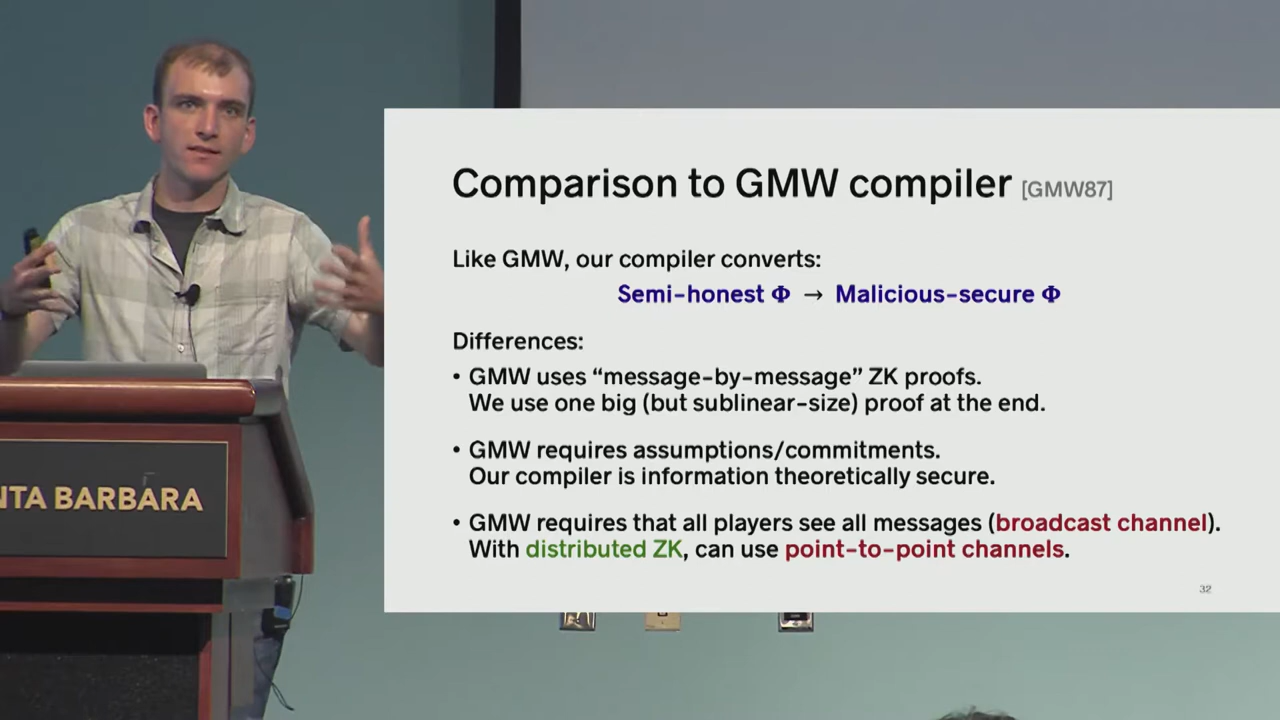 Comparison to GMW compiler [GMW87]
Like GMW, our compiler converts:
Semi-honest Φ → Malicious-secure Φ
Differences:
• GMW uses “message-by-message” ZK proofs.
We use one big (but sublinear-size) proof at the end.
• GMW requires assumptions/commitments.
Our compiler is information theoretically secure.
• GMW requires that all players see all messages (broadcast channel).
With distributed ZK, can use point-to-point channels.
32
NTA BARBARA